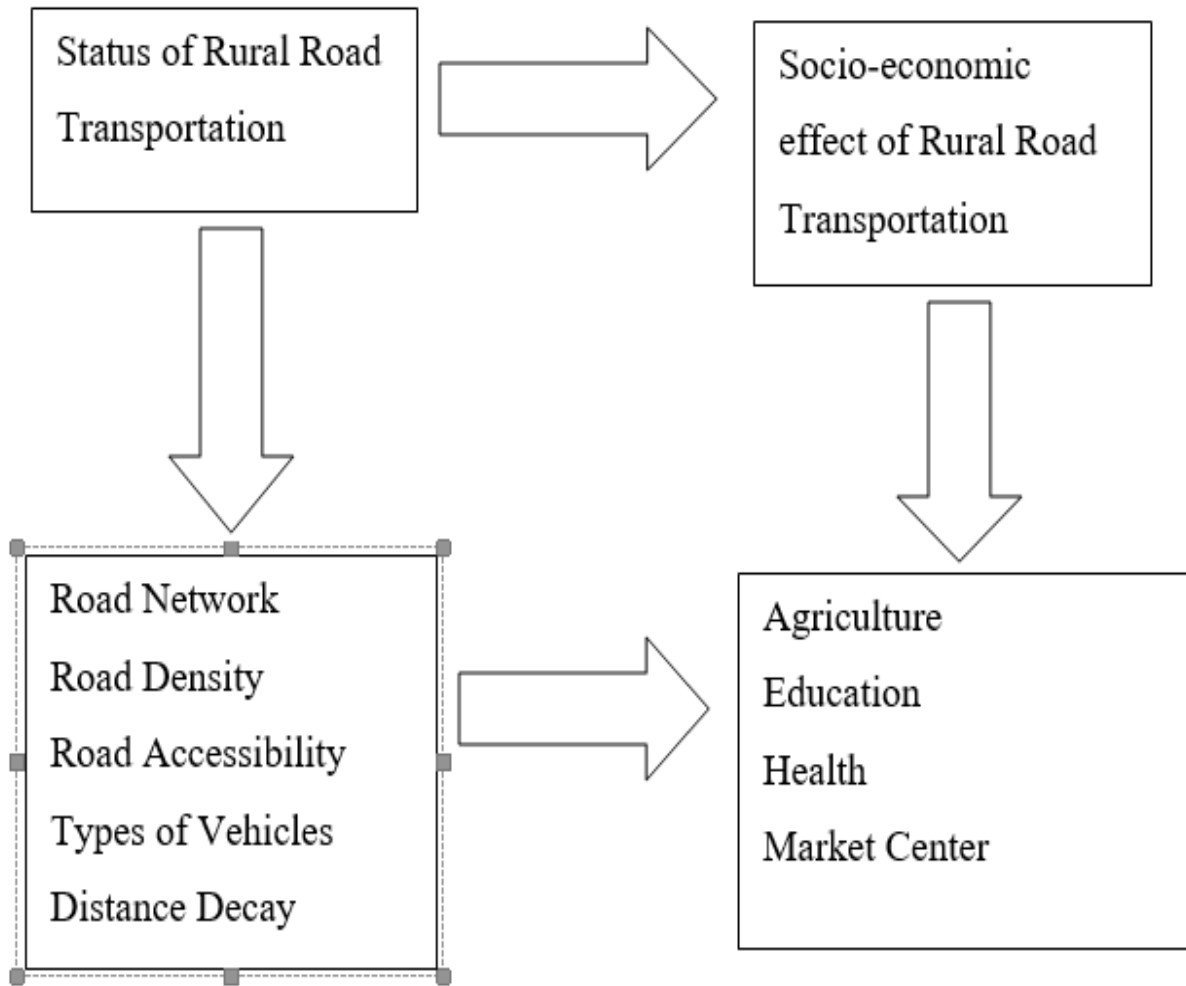 Status of Rural Road
Transportation
Socio-economic
effect of Rural Road
Transportation
Road Network
Road Density
Road Accessibility
Types of Vehicles
Distance Decay
Agriculture
Education
Health
Market Center